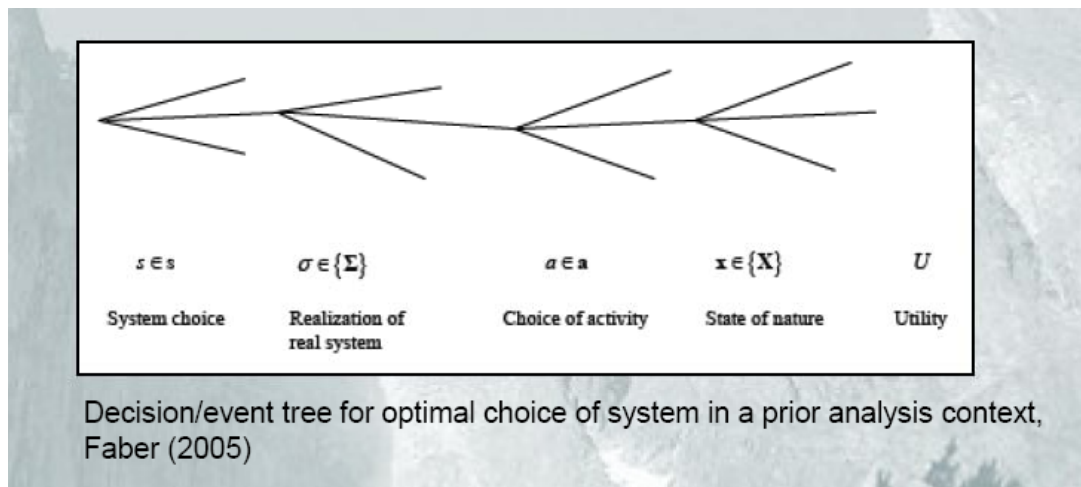 s ∈ s
σ ∈ {Σ}
a ∈ a
x ∈ {X}
U
System choice
Realization of
real system
Choice of activity
State of nature
Utility
Decision/event tree for optimal choice of system in a prior analysis context,
Faber (2005)